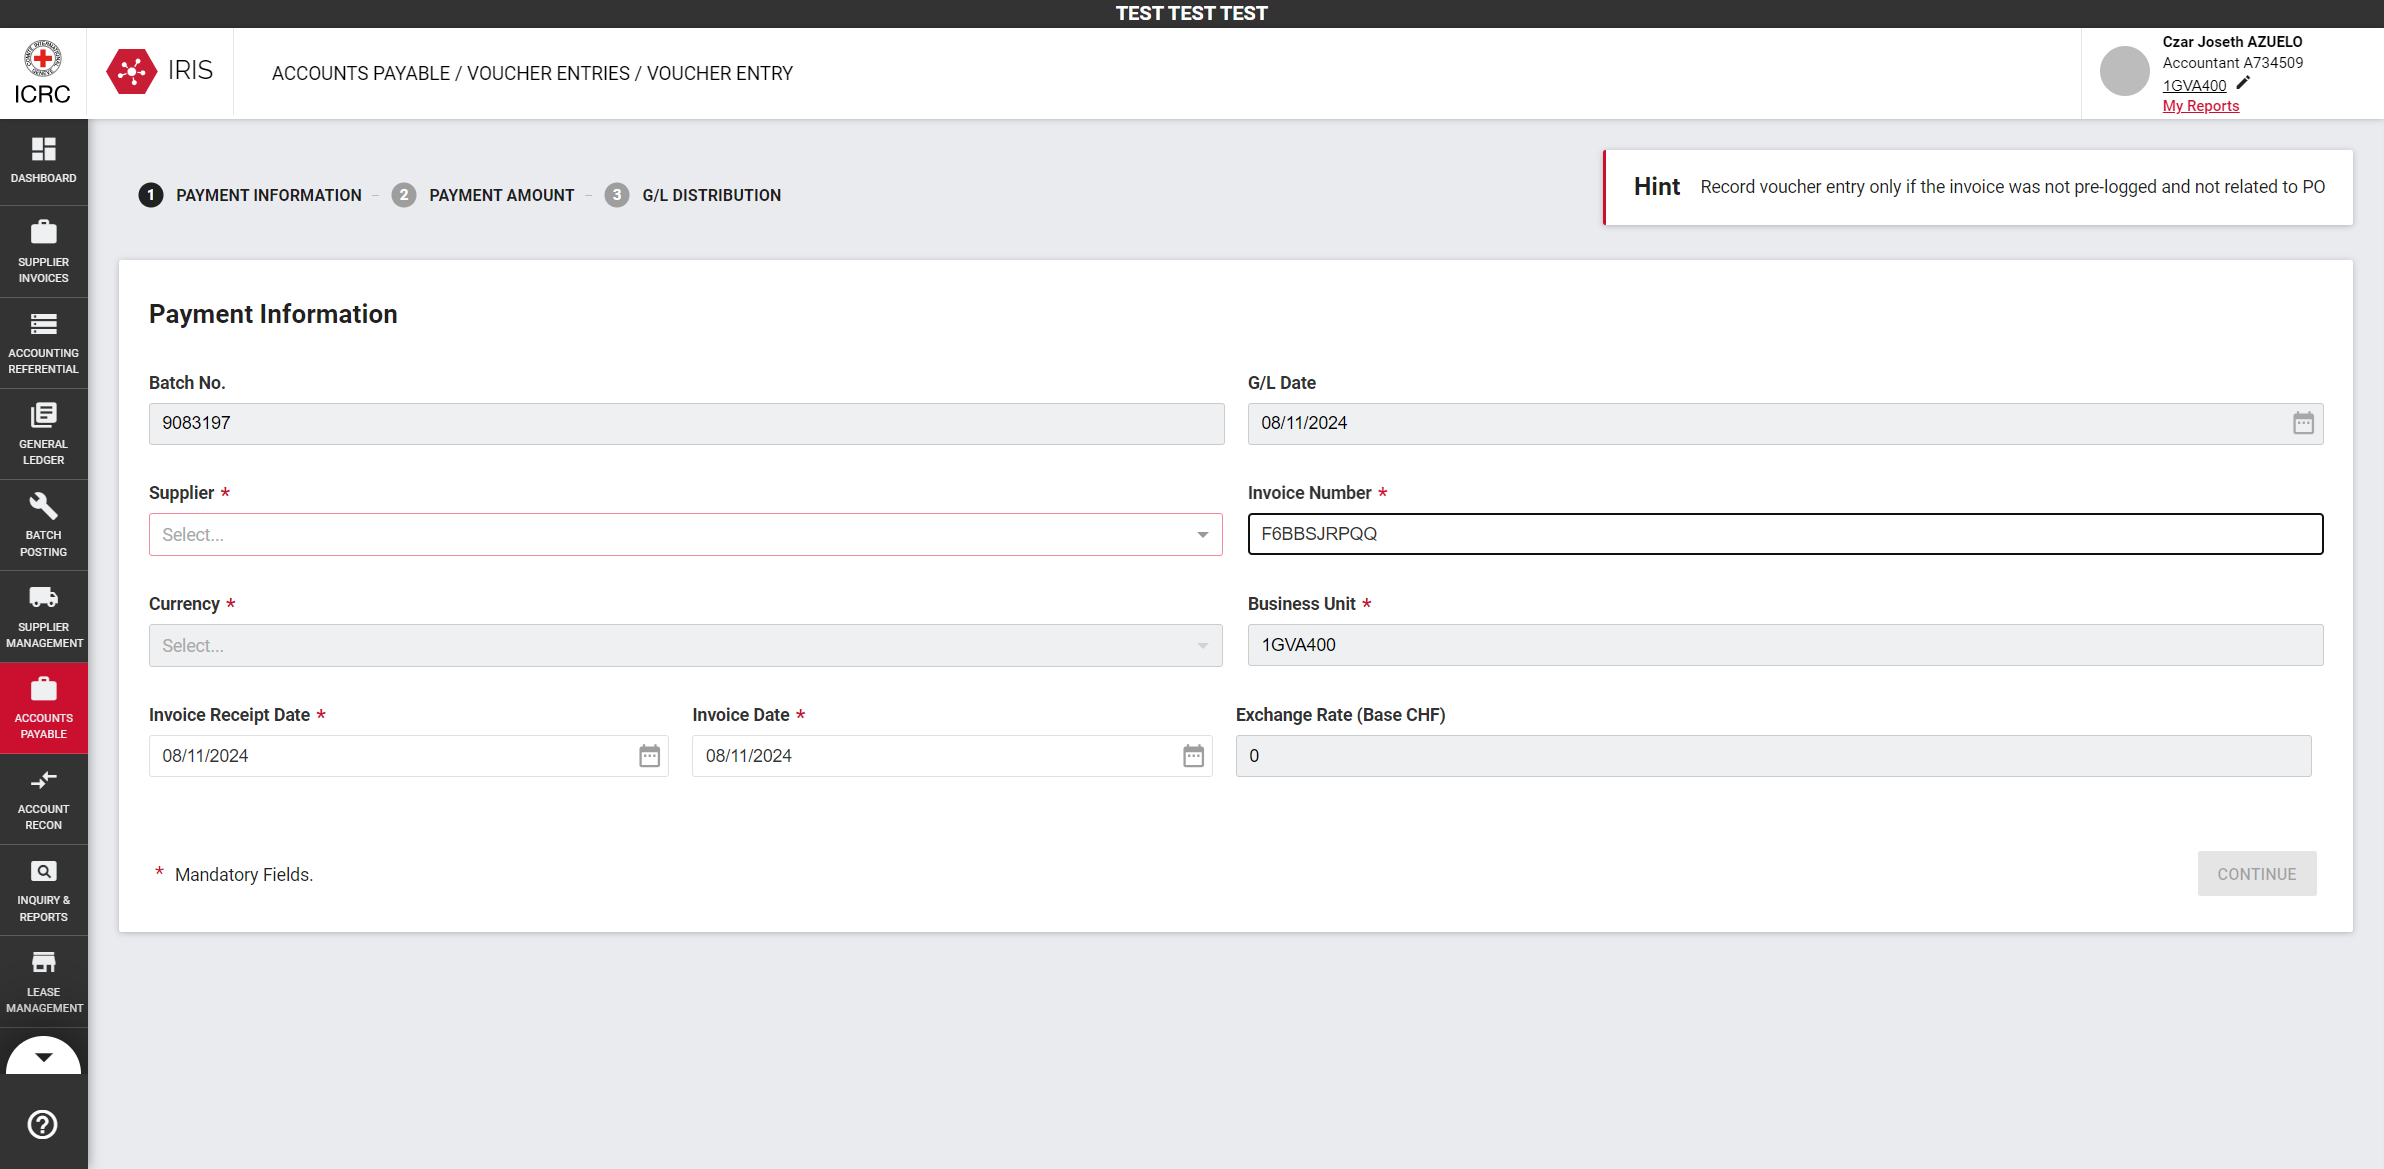 TEST TEST TEST
ICRC
IRIS
ACCOUNTS PAYABLE / VOUCHER ENTRIES / VOUCHER ENTRY
Czar Joseth AZUELO
Accountant A734509
1GVA400
My Reports
DASHBOARD
SUPPLIER
INVOICES
ACCOUNTING
REFERENTIAL
GENERAL
LEDGER
BATCH
POSTING
SUPPLIER
MANAGEMENT
ACCOUNTS
PAYABLE
ACCOUNT
RECON
INQUIRY &
REPORTS
LEASE
MANAGEMENT
1 PAYMENT INFORMATION – 2 PAYMENT AMOUNT – 3 G/L DISTRIBUTION
Hint Record voucher entry only if the invoice was not pre-logged and not related to PO
Payment Information
Batch No.
9083197
G/L Date
08/11/2024
Supplier *
Select...
Invoice Number *
F6BBSJRPQQ
Currency *
Select...
Business Unit *
1GVA400
Invoice Receipt Date *
08/11/2024
Invoice Date *
08/11/2024
Exchange Rate (Base CHF)
0
* Mandatory Fields.
CONTINUE